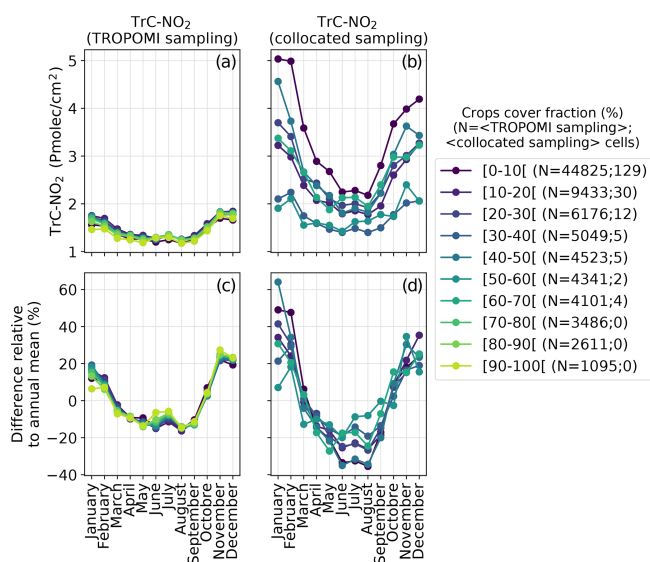 TrC-NO₂
(TROPOMI sampling)
TrC-NO₂
(collocated sampling)
(a)
(b)
TrC-NO₂ (Pmolec/cm²)
5
4
3
2
1
Crops cover fraction (%)
(N=<TROPOMI sampling>;
<collocated sampling> cells)
[0-10[ (N=44825;129)
[10-20[ (N=9433;30)
[20-30[ (N=6176;12)
[30-40[ (N=5049;5)
[40-50[ (N=4523;5)
[50-60[ (N=4341;2)
[60-70[ (N=4101;4)
[70-80[ (N=3486;0)
[80-90[ (N=2611;0)
[90-100[ (N=1095;0)
(c)
(d)
Difference relative
to annual mean (%)
60
40
20
0
−20
−40
January
February
March
April
May
June
July
August
September
Octobre
November
December
January
February
March
April
May
June
July
August
September
Octobre
November
December